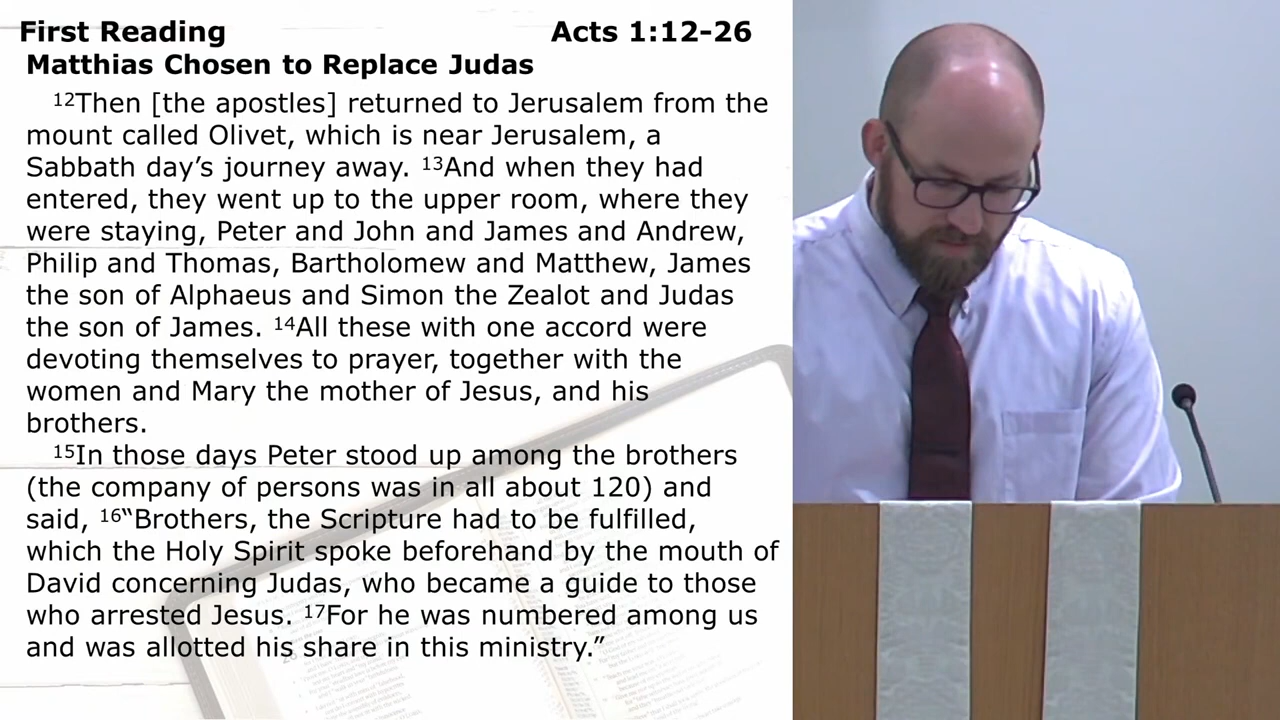 First Reading Acts 1:12-26
Matthias Chosen to Replace Judas
¹²Then [the apostles] returned to Jerusalem from the
mount called Olivet, which is near Jerusalem, a
Sabbath day’s journey away. ¹³And when they had
entered, they went up to the upper room, where they
were staying, Peter and John and James and Andrew,
Philip and Thomas, Bartholomew and Matthew, James
the son of Alphaeus and Simon the Zealot and Judas
the son of James. ¹⁴All these with one accord were
devoting themselves to prayer, together with the
women and Mary the mother of Jesus, and his
brothers.
¹⁵In those days Peter stood up among the brothers
(the company of persons was in all about 120) and
said, ¹⁶“Brothers, the Scripture had to be fulfilled,
which the Holy Spirit spoke beforehand by the mouth of
David concerning Judas, who became a guide to those
who arrested Jesus. ¹⁷For he was numbered among us
and was allotted his share in this ministry.”